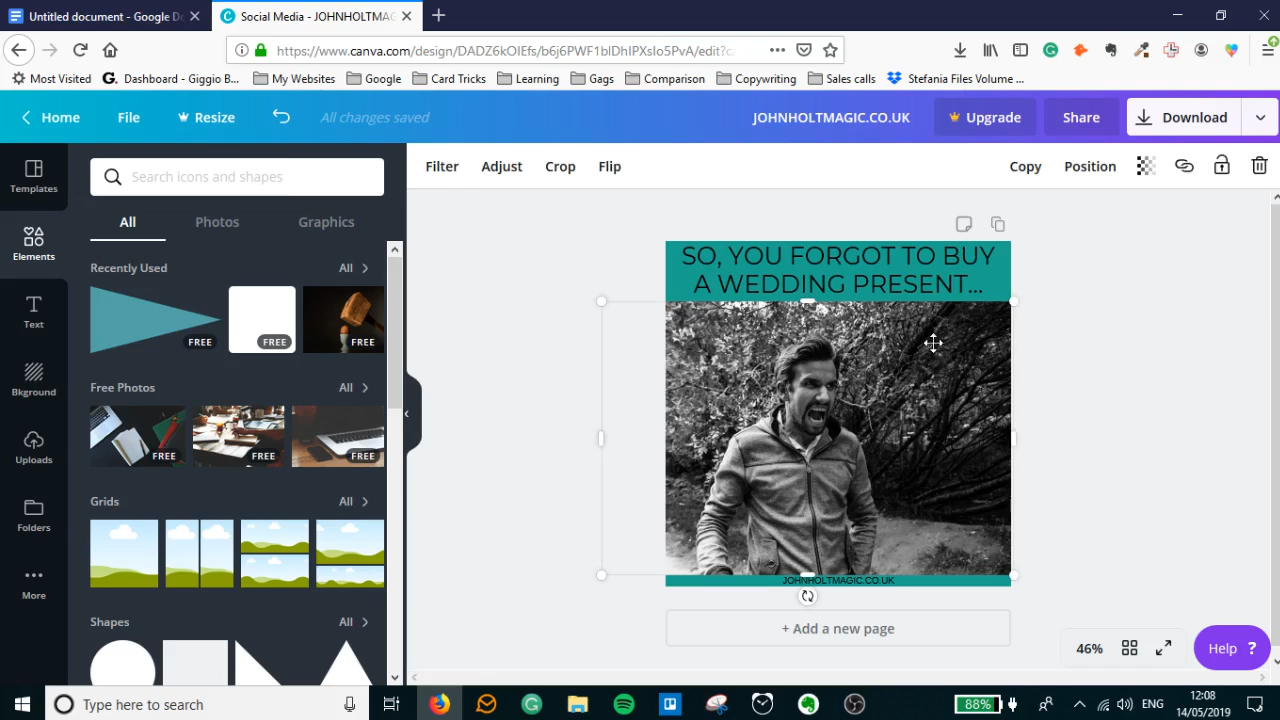 Untitled document - Google Do
Social Media - JOHNHOLTMAGIC
https://www.canva.com/design/DADZ6kOIEfs/b6j6PWF1blDhIPXsIo5PvA/edit?c
Most Visited
Dashboard - Giggio B...
My Websites
Google
Card Tricks
Learning
Gags
Comparison
Copywriting
Sales calls
Stefania Files Volume ...
Home
File
Resize
All changes saved
JOHNHOLTMAGIC.CO.UK
Upgrade
Share
Download
Templates
Elements
Text
Bkground
Uploads
Folders
More
Search icons and shapes
All
Photos
Graphics
Recently Used
All
FREE
FREE
FREE
Free Photos
All
FREE
FREE
FREE
Grids
All
Shapes
All
Filter
Adjust
Crop
Flip
Copy
Position
SO, YOU FORGOT TO BUY
A WEDDING PRESENT...
JOHNHOLTMAGIC.CO.UK
+ Add a new page
46%
Help ?
Type here to search
88%
ENG
12:08
14/05/2019